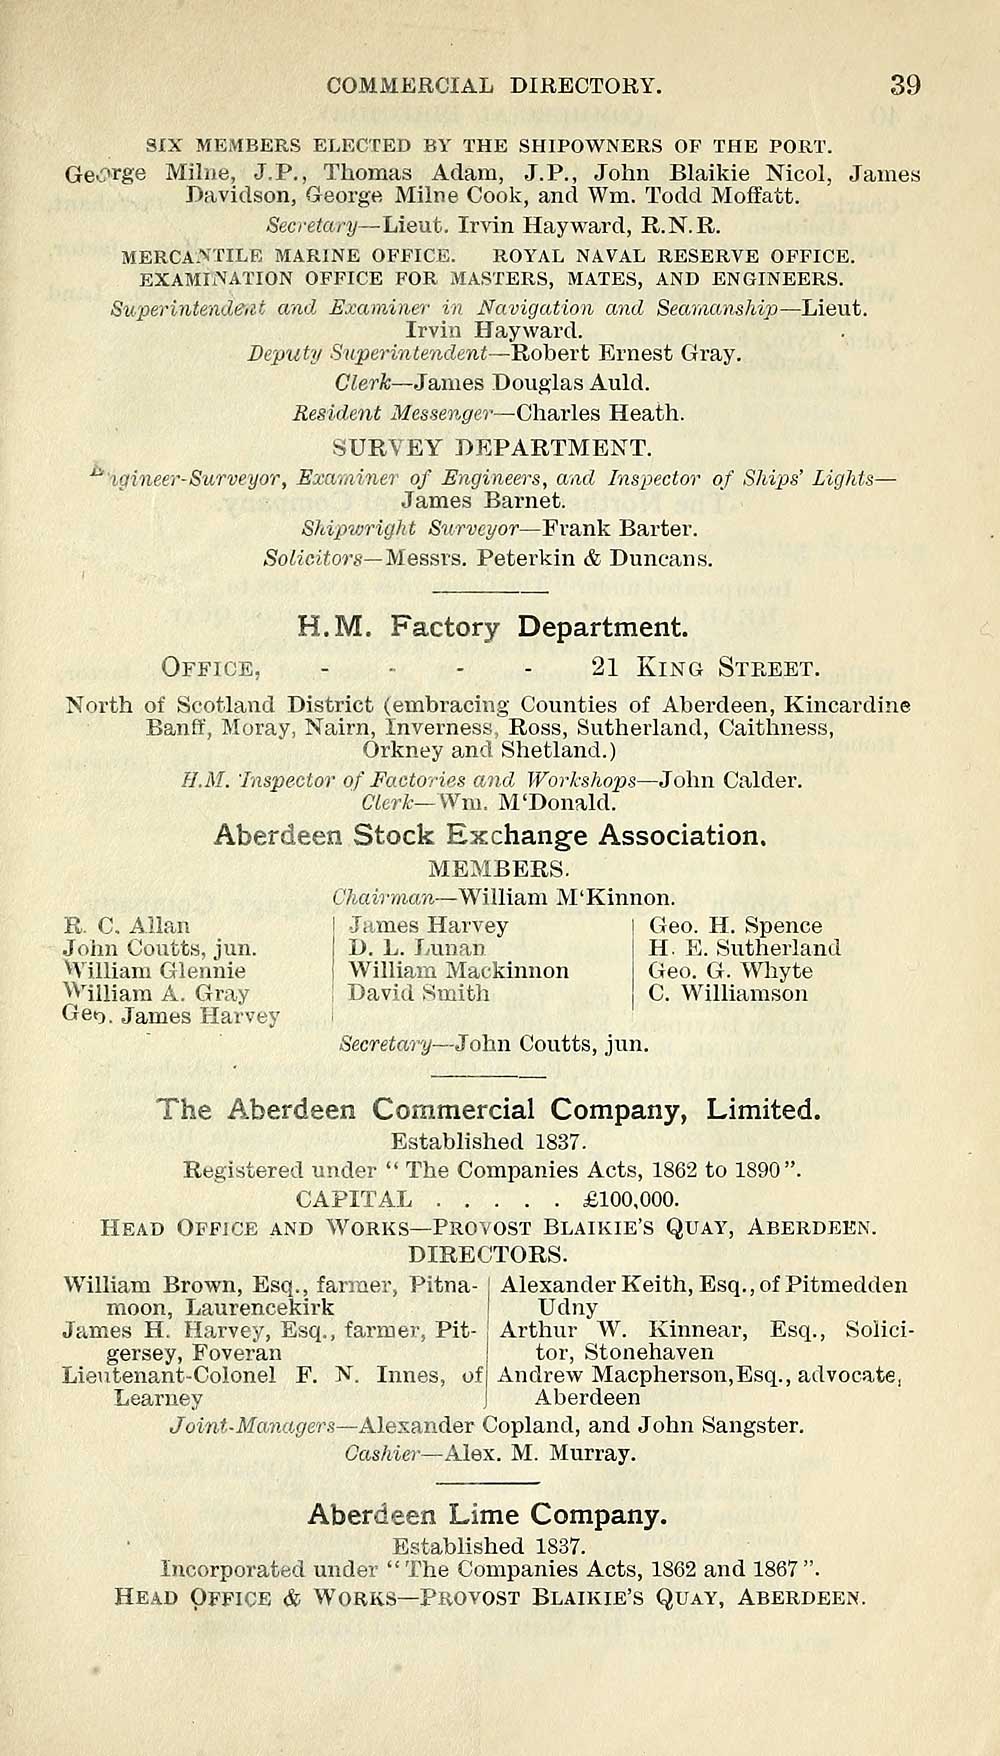 COMMERCIAL DIRECTORY. 39
SIX MEMBERS ELECTED BY THE SHIPOWNERS OF THE PORT.
George Milne, J.P., Thomas Adam, J.P., John Blaikie Nicol, James
Davidson, George Milne Cook, and Wm. Todd Moffatt.
Secretary—Lieut. Irvin Hayward, R.N.R.
MERCANTILE MARINE OFFICE. ROYAL NAVAL RESERVE OFFICE.
EXAMINATION OFFICE FOR MASTERS, MATES, AND ENGINEERS.
Superintendent and Examiner in Navigation and Seamanship—Lieut.
Irvin Hayward.
Deputy Superintendent—Robert Ernest Gray.
Clerk—James Douglas Auld.
Resident Messenger—Charles Heath.
SURVEY DEPARTMENT.
Engineer-Surveyor, Examiner of Engineers, and Inspector of Ships' Lights—
James Barnet.
Shipwright Surveyor—Frank Barter.
Solicitors—Messrs. Peterkin & Duncans.
H.M. Factory Department.
OFFICE, - - - - 21 KING STREET.
North of Scotland District (embracing Counties of Aberdeen, Kincardine
Banff, Moray, Nairn, Inverness, Ross, Sutherland, Caithness,
Orkney and Shetland.)
H.M. Inspector of Factories and Workshops—John Calder.
Clerk—Wm. M'Donald.
Aberdeen Stock Exchange Association.
MEMBERS.
Chairman—William M'Kinnon.
R. C. Allan
John Coutts, jun.
William Glennie
William A. Gray
Geo. James Harvey
James Harvey
D. L. Lunan
William Mackinnon
David Smith
Geo. H. Spence
H. E. Sutherland
Geo. G. Whyte
C. Williamson
Secretary—John Coutts, jun.
The Aberdeen Commercial Company, Limited.
Established 1837.
Registered under "The Companies Acts, 1862 to 1890".
CAPITAL . . . . . £100,000.
HEAD OFFICE AND WORKS—PROVOST BLAIKIE'S QUAY, ABERDEEN.
DIRECTORS.
William Brown, Esq., farmer, Pitna-
moon, Laurencekirk
James H. Harvey, Esq., farmer, Pit-
gersey, Foveran
Lieutenant-Colonel F. N. Innes, of
Learney
Alexander Keith, Esq., of Pitmedden
Udny
Arthur W. Kinnear, Esq., Solici-
tor, Stonehaven
Andrew Macpherson, Esq., advocate,
Aberdeen
Joint-Managers—Alexander Copland, and John Sangster.
Cashier—Alex. M. Murray.
Aberdeen Lime Company.
Established 1837.
Incorporated under "The Companies Acts, 1862 and 1867".
HEAD OFFICE & WORKS—PROVOST BLAIKIE'S QUAY, ABERDEEN.